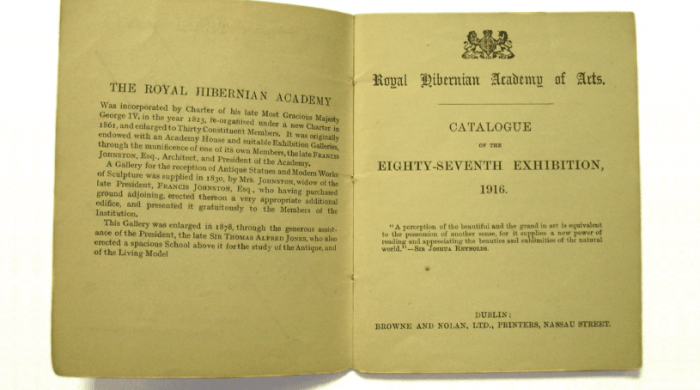 THE ROYAL HIBERNIAN ACADEMY
Was incorporated by Charter of his late Most Gracious Majesty
George IV, in the year 1823, re-organised under a new Charter in
1861, and enlarged to Thirty Constituent Members. It was originally
endowed with an Academy House and suitable Exhibition Galleries,
through the munificence of one of its own Members, the late FRANCIS
JOHNSTON, Esq., Architect, and President of the Academy.
A Gallery for the reception of Antique Statues and Modern Works
of Sculpture was supplied in 1830, by Mrs. JOHNSTON, widow of the
late President, FRANCIS JOHNSTON, Esq., who having purchased
ground adjoining, erected thereon a very appropriate additional
edifice, and presented it gratuitously to the Members of the
Institution.
This Gallery was enlarged in 1878, through the generous assist-
ance of the President, the late SIR THOMAS ALFRED JONES, who also
erected a spacious School above it for the study of the Antique, and
of the Living Model
Royal Hibernian Academy of Arts.
CATALOGUE
OF THE
EIGHTY-SEVENTH EXHIBITION,
1916.
"A perception of the beautiful and the grand in art is equivalent
to the possession of another sense, for it supplies a new power of
reading and appreciating the beauties and sublimities of the natural
world."—SIR JOSHUA REYNOLDS.
DUBLIN:
BROWNE AND NOLAN, LTD., PRINTERS, NASSAU STREET.